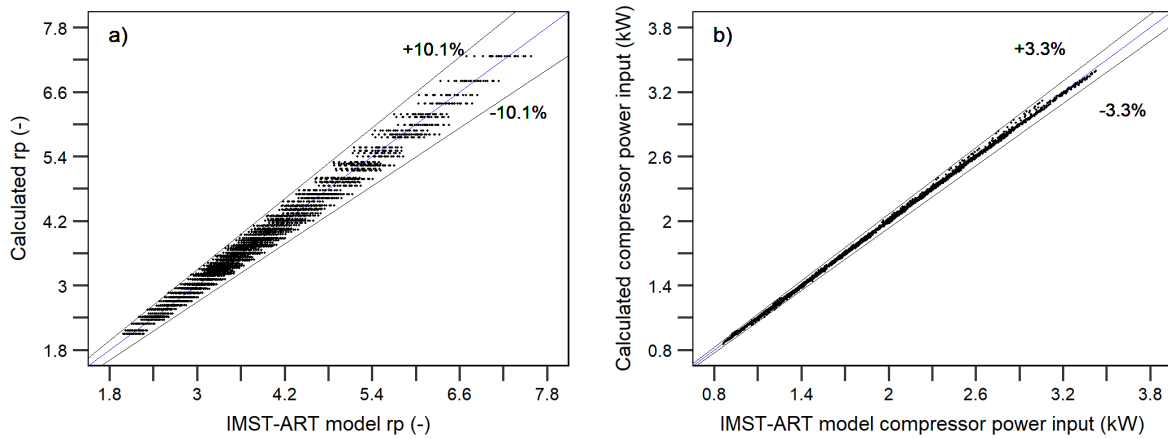 a)
+10.1%
-10.1%
Calculated rp (-)
7.8
6.6
5.4
4.2
3
1.8
1.8 3 4.2 5.4 6.6 7.8
IMST-ART model rp (-)
b)
+3.3%
-3.3%
Calculated compressor power input (kW)
3.8
3.2
2.6
2
1.4
0.8
0.8 1.4 2 2.6 3.2 3.8
IMST-ART model compressor power input (kW)